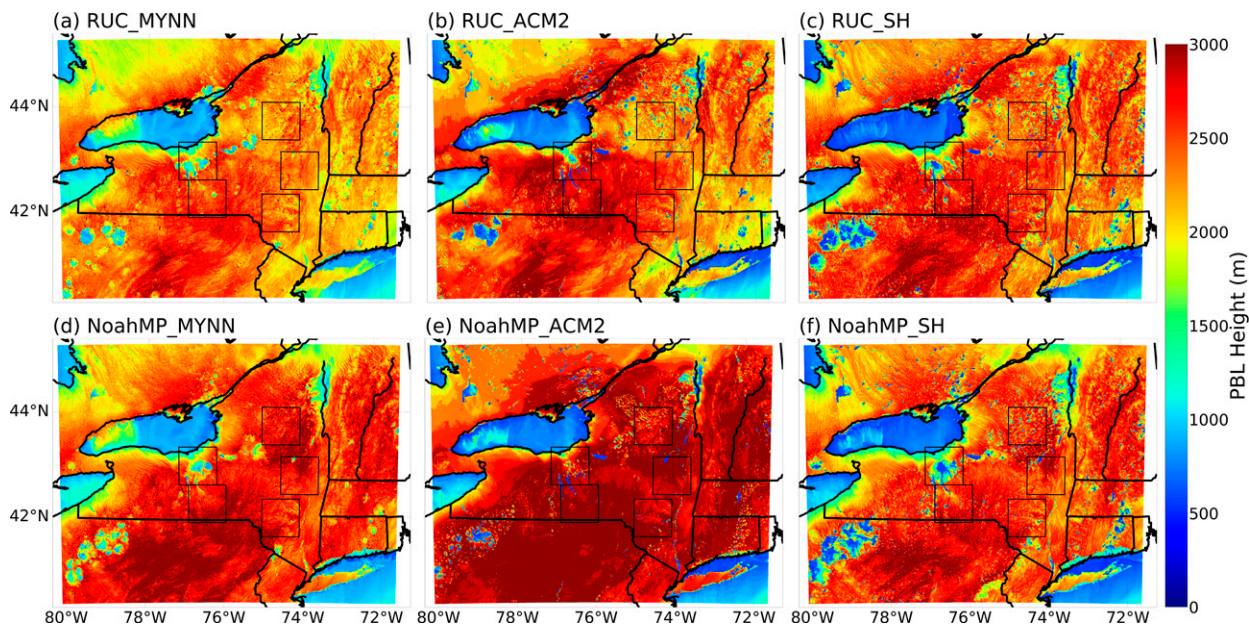 (a) RUC_MYNN
(b) RUC_ACM2
(c) RUC_SH
44°N
42°N
(d) NoahMP_MYNN
(e) NoahMP_ACM2
(f) NoahMP_SH
44°N
42°N
80°W 78°W 76°W 74°W 72°W
80°W 78°W 76°W 74°W 72°W
80°W 78°W 76°W 74°W 72°W
3000
2500
2000
1500
1000
500
0
PBL Height (m)